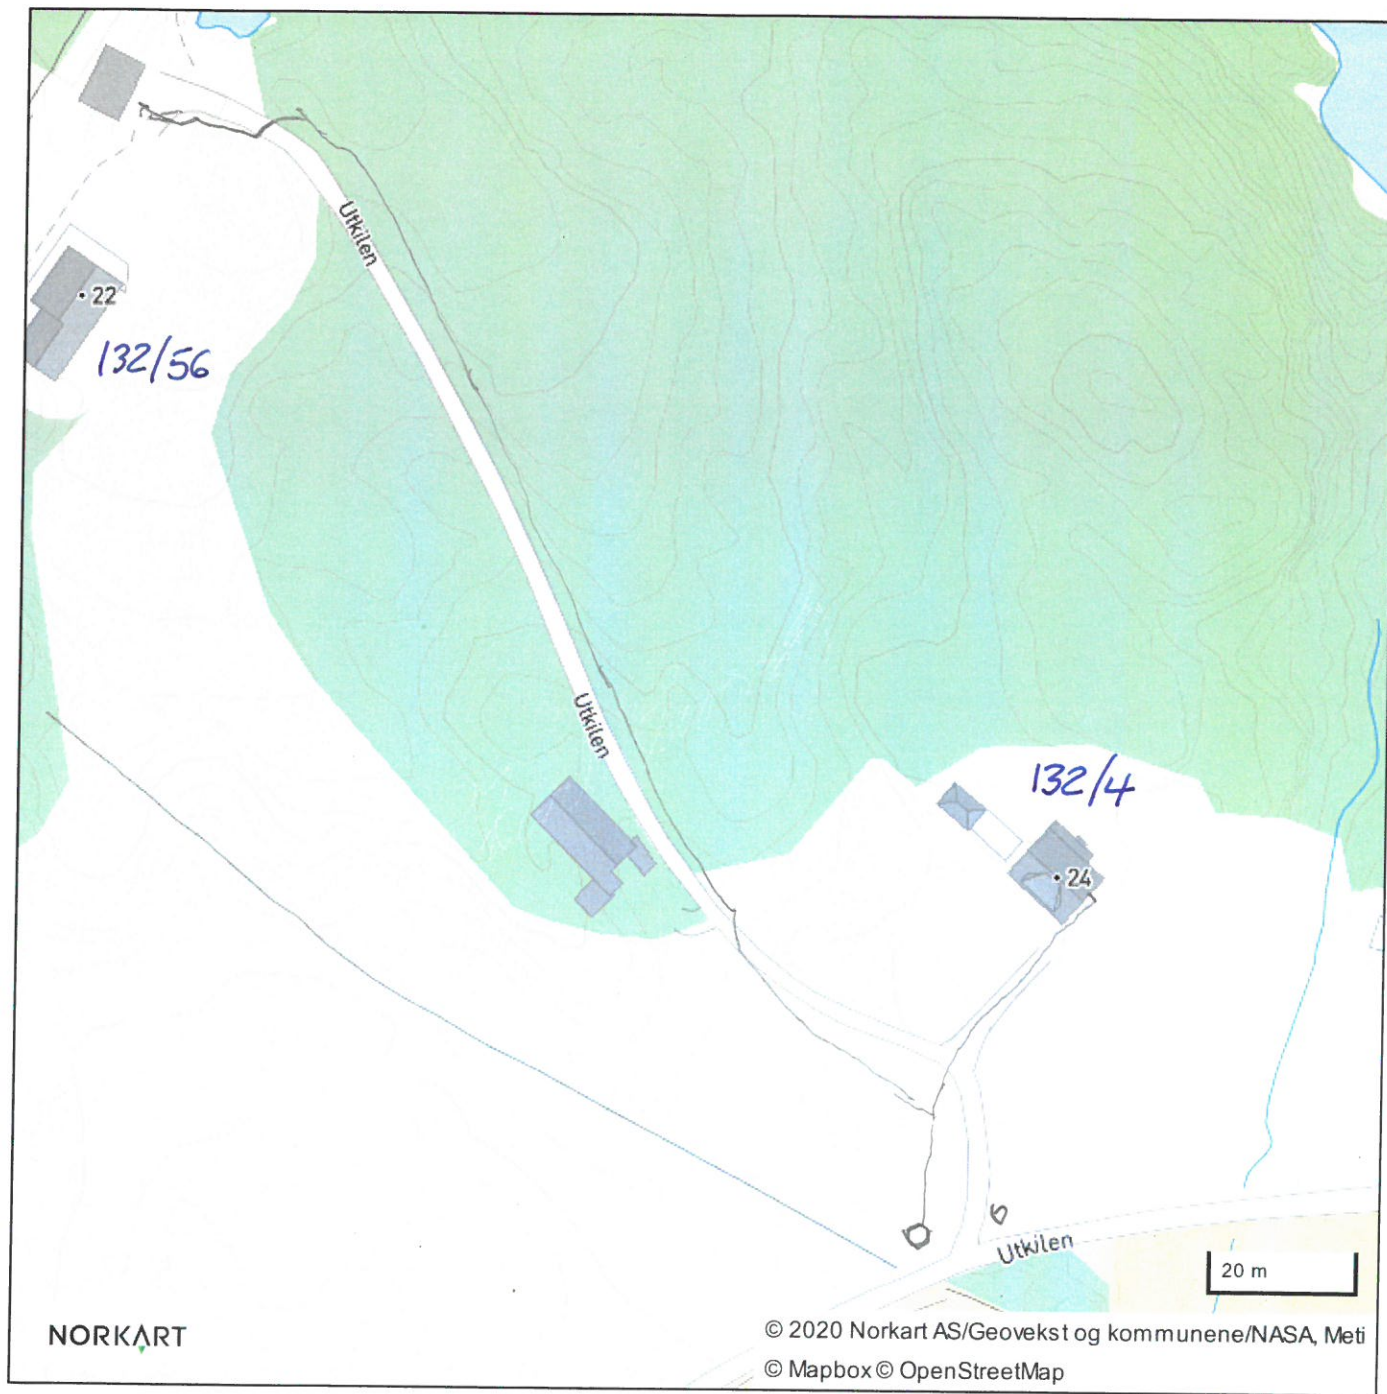 Utkilen
22
132/56
Utkilen
132/4
24
Utkilen
20 m
NORKART
© 2020 Norkart AS/Geovekst og kommunene/NASA, Meti
© Mapbox © OpenStreetMap